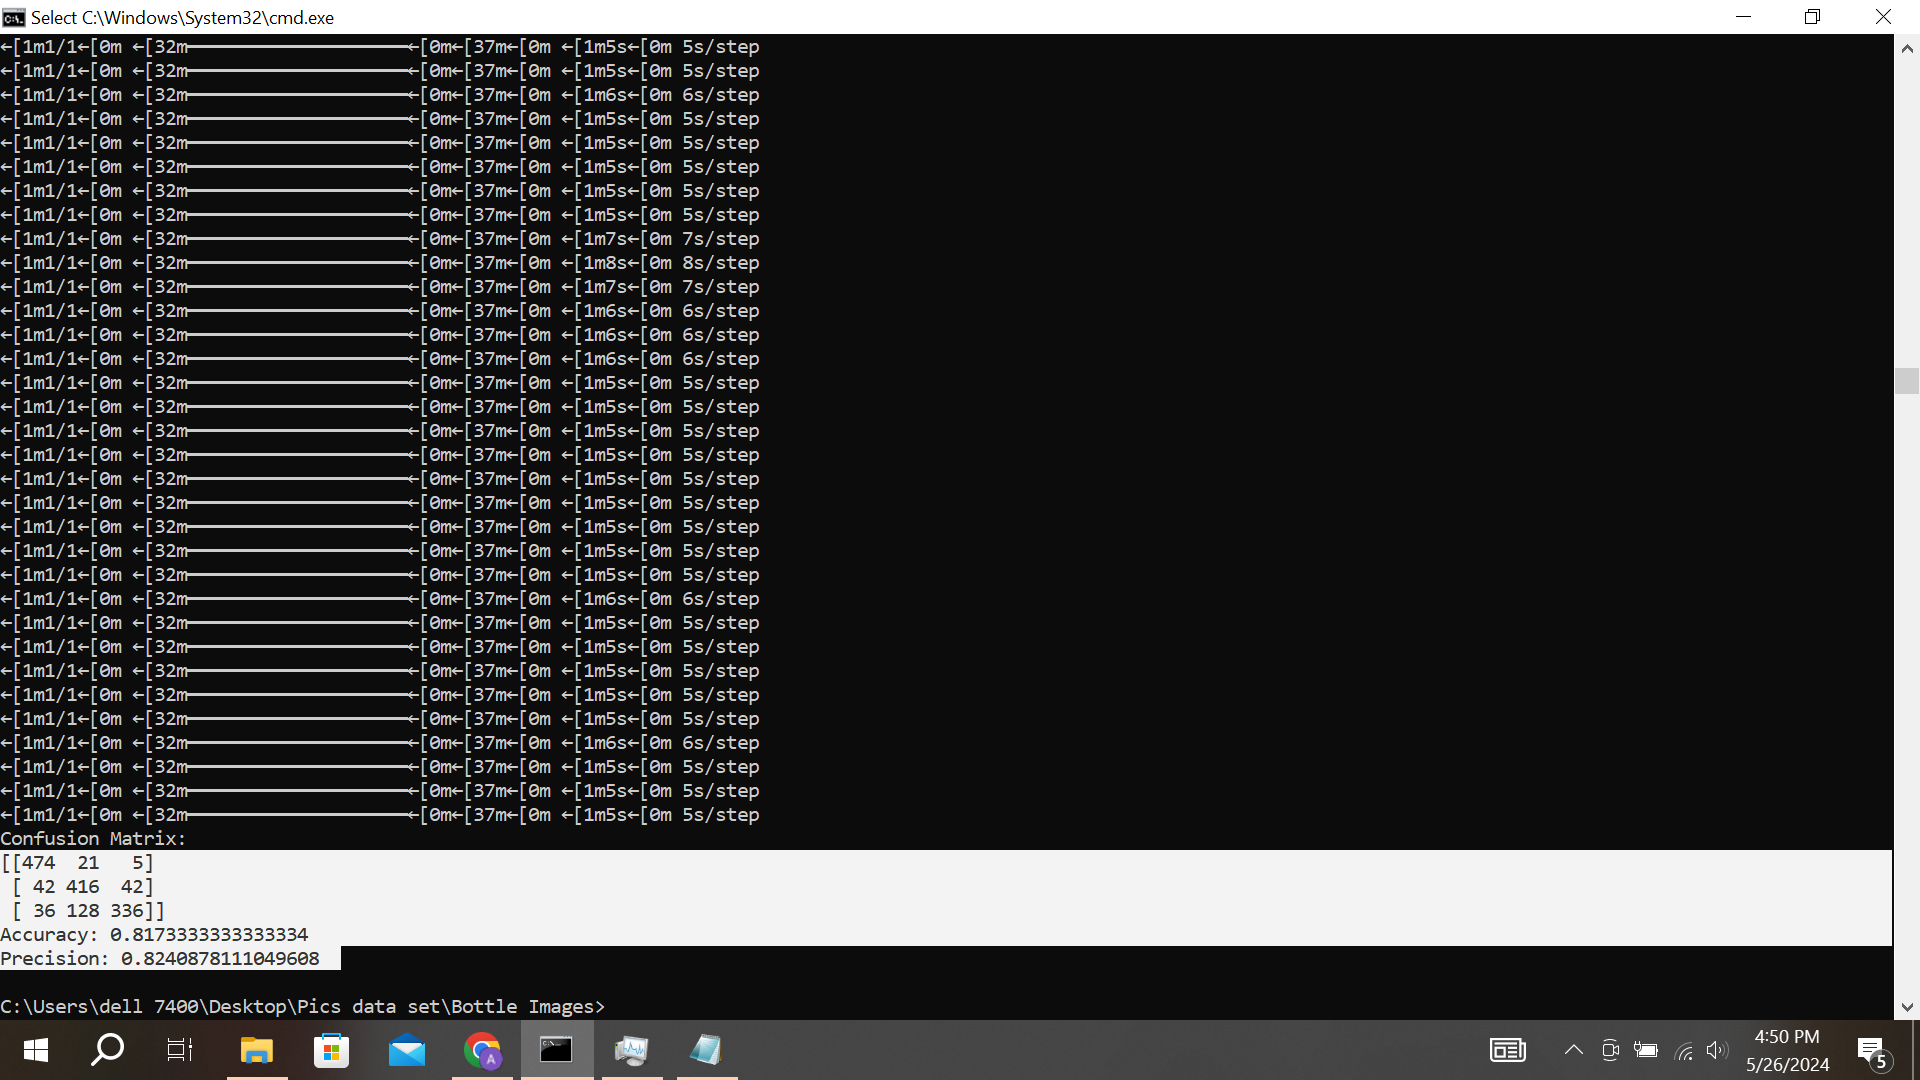 Select C:\Windows\System32\cmd.exe
←[1m1/1←[0m ←[32m━━━━━━━━━━━━━━━━━━━━←[0m←[37m←[0m ←[1m5s←[0m 5s/step
←[1m1/1←[0m ←[32m━━━━━━━━━━━━━━━━━━━━←[0m←[37m←[0m ←[1m5s←[0m 5s/step
←[1m1/1←[0m ←[32m━━━━━━━━━━━━━━━━━━━━←[0m←[37m←[0m ←[1m6s←[0m 6s/step
←[1m1/1←[0m ←[32m━━━━━━━━━━━━━━━━━━━━←[0m←[37m←[0m ←[1m5s←[0m 5s/step
←[1m1/1←[0m ←[32m━━━━━━━━━━━━━━━━━━━━←[0m←[37m←[0m ←[1m5s←[0m 5s/step
←[1m1/1←[0m ←[32m━━━━━━━━━━━━━━━━━━━━←[0m←[37m←[0m ←[1m5s←[0m 5s/step
←[1m1/1←[0m ←[32m━━━━━━━━━━━━━━━━━━━━←[0m←[37m←[0m ←[1m5s←[0m 5s/step
←[1m1/1←[0m ←[32m━━━━━━━━━━━━━━━━━━━━←[0m←[37m←[0m ←[1m5s←[0m 5s/step
←[1m1/1←[0m ←[32m━━━━━━━━━━━━━━━━━━━━←[0m←[37m←[0m ←[1m7s←[0m 7s/step
←[1m1/1←[0m ←[32m━━━━━━━━━━━━━━━━━━━━←[0m←[37m←[0m ←[1m8s←[0m 8s/step
←[1m1/1←[0m ←[32m━━━━━━━━━━━━━━━━━━━━←[0m←[37m←[0m ←[1m7s←[0m 7s/step
←[1m1/1←[0m ←[32m━━━━━━━━━━━━━━━━━━━━←[0m←[37m←[0m ←[1m6s←[0m 6s/step
←[1m1/1←[0m ←[32m━━━━━━━━━━━━━━━━━━━━←[0m←[37m←[0m ←[1m6s←[0m 6s/step
←[1m1/1←[0m ←[32m━━━━━━━━━━━━━━━━━━━━←[0m←[37m←[0m ←[1m6s←[0m 6s/step
←[1m1/1←[0m ←[32m━━━━━━━━━━━━━━━━━━━━←[0m←[37m←[0m ←[1m5s←[0m 5s/step
←[1m1/1←[0m ←[32m━━━━━━━━━━━━━━━━━━━━←[0m←[37m←[0m ←[1m5s←[0m 5s/step
←[1m1/1←[0m ←[32m━━━━━━━━━━━━━━━━━━━━←[0m←[37m←[0m ←[1m5s←[0m 5s/step
←[1m1/1←[0m ←[32m━━━━━━━━━━━━━━━━━━━━←[0m←[37m←[0m ←[1m5s←[0m 5s/step
←[1m1/1←[0m ←[32m━━━━━━━━━━━━━━━━━━━━←[0m←[37m←[0m ←[1m5s←[0m 5s/step
←[1m1/1←[0m ←[32m━━━━━━━━━━━━━━━━━━━━←[0m←[37m←[0m ←[1m5s←[0m 5s/step
←[1m1/1←[0m ←[32m━━━━━━━━━━━━━━━━━━━━←[0m←[37m←[0m ←[1m5s←[0m 5s/step
←[1m1/1←[0m ←[32m━━━━━━━━━━━━━━━━━━━━←[0m←[37m←[0m ←[1m5s←[0m 5s/step
←[1m1/1←[0m ←[32m━━━━━━━━━━━━━━━━━━━━←[0m←[37m←[0m ←[1m5s←[0m 5s/step
←[1m1/1←[0m ←[32m━━━━━━━━━━━━━━━━━━━━←[0m←[37m←[0m ←[1m6s←[0m 6s/step
←[1m1/1←[0m ←[32m━━━━━━━━━━━━━━━━━━━━←[0m←[37m←[0m ←[1m5s←[0m 5s/step
←[1m1/1←[0m ←[32m━━━━━━━━━━━━━━━━━━━━←[0m←[37m←[0m ←[1m5s←[0m 5s/step
←[1m1/1←[0m ←[32m━━━━━━━━━━━━━━━━━━━━←[0m←[37m←[0m ←[1m5s←[0m 5s/step
←[1m1/1←[0m ←[32m━━━━━━━━━━━━━━━━━━━━←[0m←[37m←[0m ←[1m5s←[0m 5s/step
←[1m1/1←[0m ←[32m━━━━━━━━━━━━━━━━━━━━←[0m←[37m←[0m ←[1m5s←[0m 5s/step
←[1m1/1←[0m ←[32m━━━━━━━━━━━━━━━━━━━━←[0m←[37m←[0m ←[1m6s←[0m 6s/step
←[1m1/1←[0m ←[32m━━━━━━━━━━━━━━━━━━━━←[0m←[37m←[0m ←[1m5s←[0m 5s/step
←[1m1/1←[0m ←[32m━━━━━━━━━━━━━━━━━━━━←[0m←[37m←[0m ←[1m5s←[0m 5s/step
←[1m1/1←[0m ←[32m━━━━━━━━━━━━━━━━━━━━←[0m←[37m←[0m ←[1m5s←[0m 5s/step
Confusion Matrix:
[[474  21   5]
 [ 42 416  42]
 [ 36 128 336]]
Accuracy: 0.8173333333333334
Precision: 0.8240878111049608
C:\Users\dell 7400\Desktop\Pics data set\Bottle Images>
A
4:50 PM
5/26/2024
5